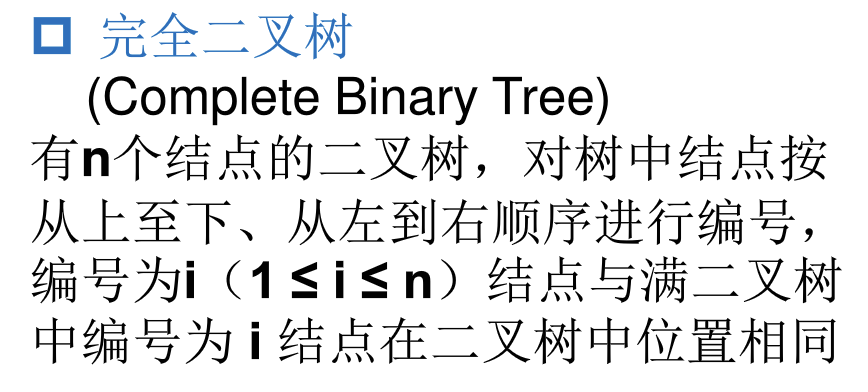 完全二叉树
(Complete Binary Tree)
有n个结点的二叉树，对树中结点按
从上至下、从左到右顺序进行编号，
编号为i（1 ≤ i ≤ n）结点与满二叉树
中编号为 i 结点在二叉树中位置相同